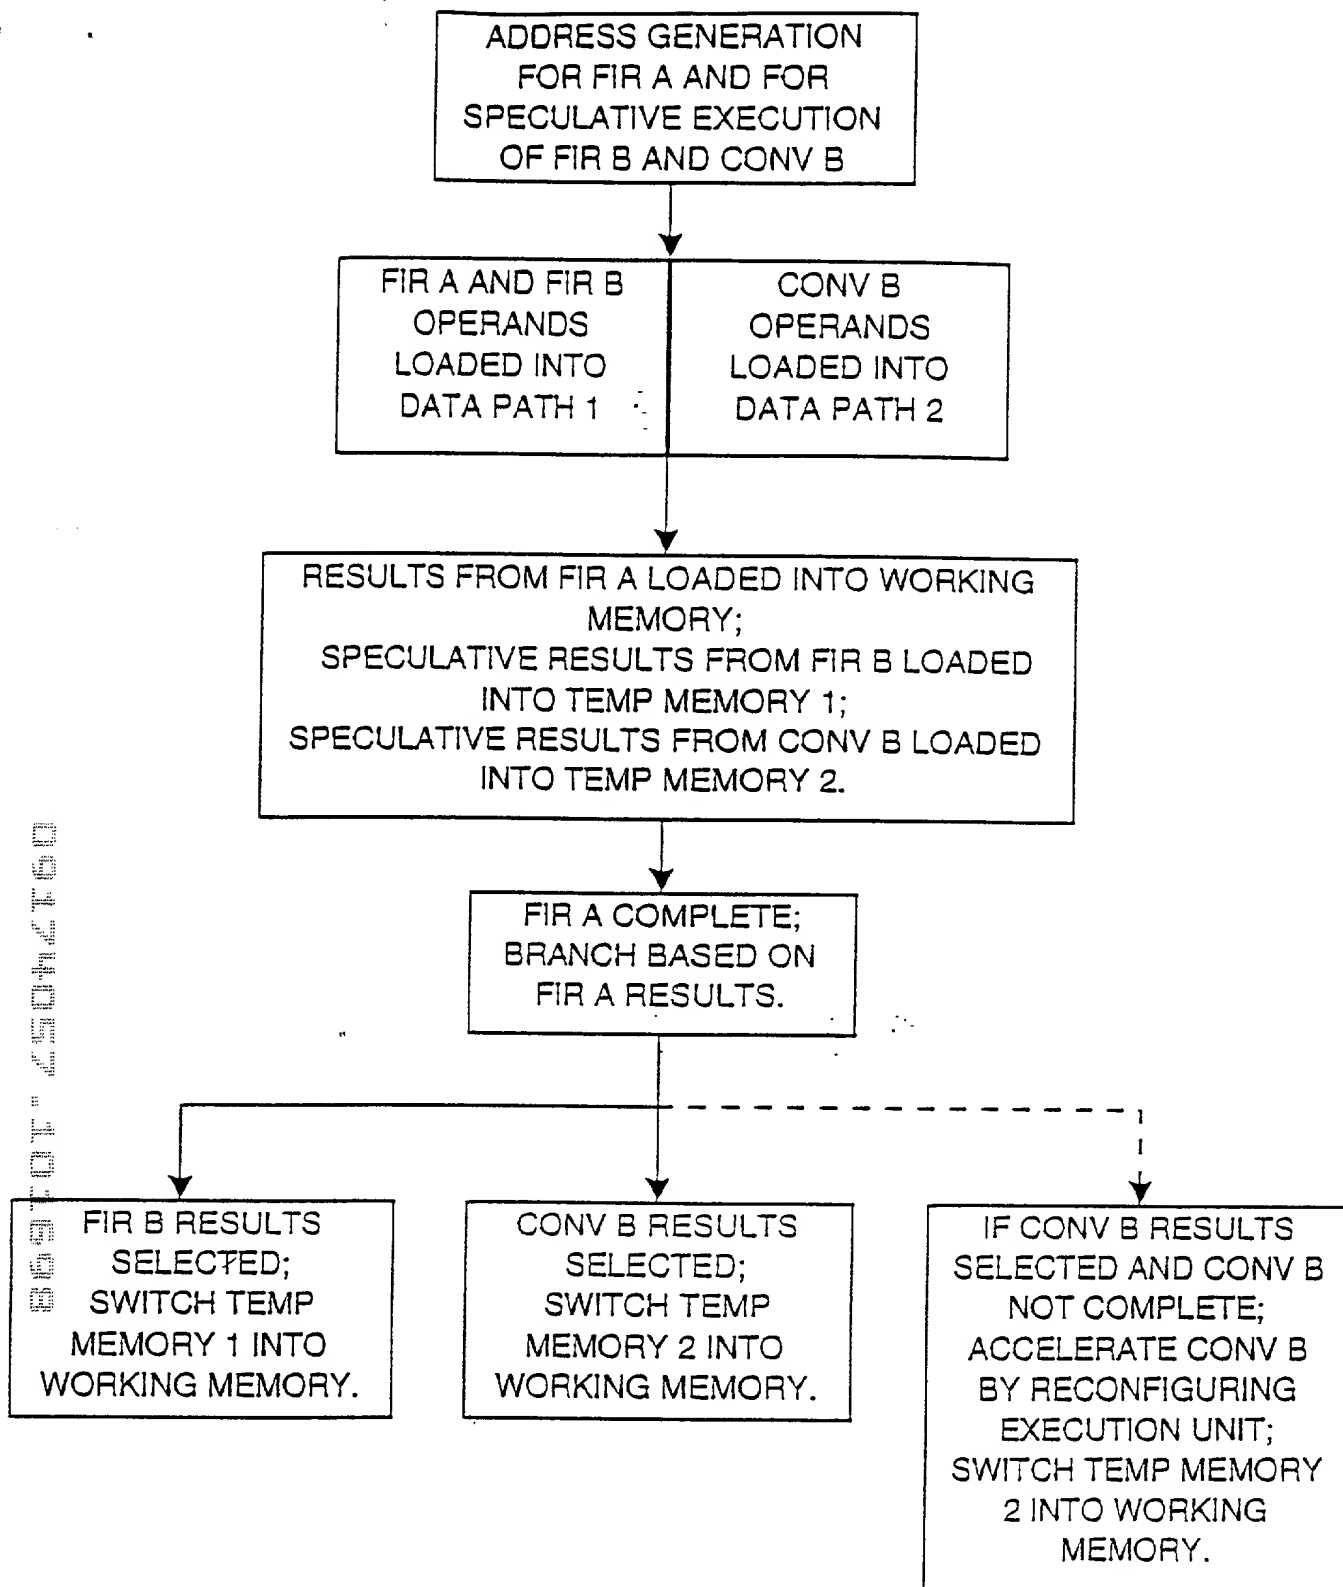 ADDRESS GENERATION
FOR FIR A AND FOR
SPECULATIVE EXECUTION
OF FIR B AND CONV B
FIR A AND FIR B
OPERANDS
LOADED INTO
DATA PATH 1
CONV B
OPERANDS
LOADED INTO
DATA PATH 2
RESULTS FROM FIR A LOADED INTO WORKING
MEMORY;
SPECULATIVE RESULTS FROM FIR B LOADED
INTO TEMP MEMORY 1;
SPECULATIVE RESULTS FROM CONV B LOADED
INTO TEMP MEMORY 2.
FIR A COMPLETE;
BRANCH BASED ON
FIR A RESULTS.
FIR B RESULTS
SELECTED;
SWITCH TEMP
MEMORY 1 INTO
WORKING MEMORY.
CONV B RESULTS
SELECTED;
SWITCH TEMP
MEMORY 2 INTO
WORKING MEMORY.
IF CONV B RESULTS
SELECTED AND CONV B
NOT COMPLETE;
ACCELERATE CONV B
BY RECONFIGURING
EXECUTION UNIT;
SWITCH TEMP MEMORY
2 INTO WORKING
MEMORY.